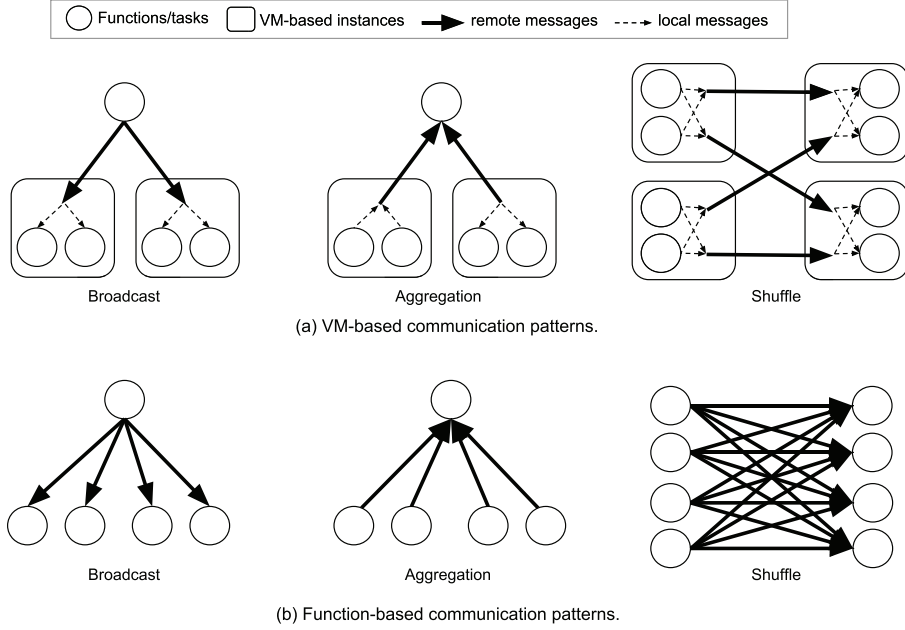 Functions/tasks VM-based instances remote messages local messages
Broadcast Aggregation Shuffle
(a) VM-based communication patterns.
Broadcast Aggregation Shuffle
(b) Function-based communication patterns.